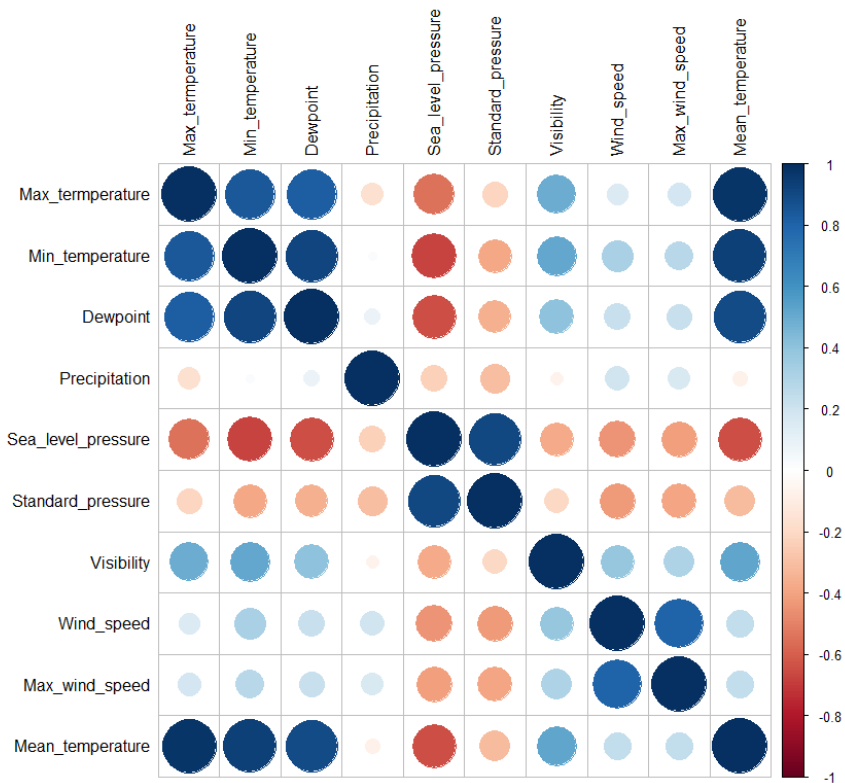 Max_termperature
Min_temperature
Dewpoint
Precipitation
Sea_level_pressure
Standard_pressure
Visibility
Wind_speed
Max_wind_speed
Mean_temperature
Max_termperature
Min_temperature
Dewpoint
Precipitation
Sea_level_pressure
Standard_pressure
Visibility
Wind_speed
Max_wind_speed
Mean_temperature
1
0.8
0.6
0.4
0.2
0
-0.2
-0.4
-0.6
-0.8
-1